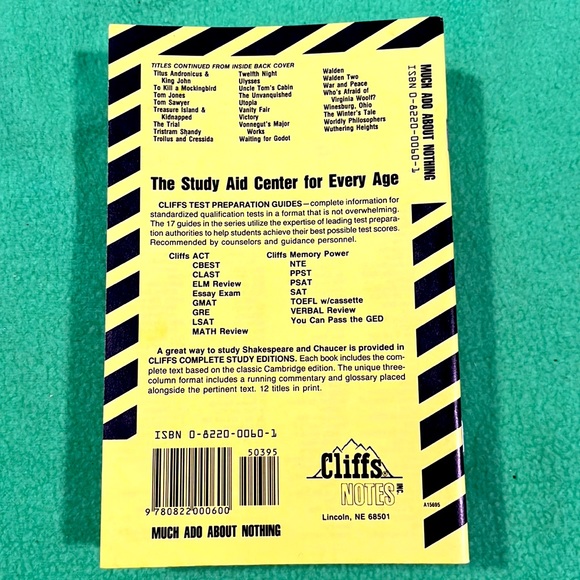 TITLES CONTINUED FROM INSIDE BACK COVER
Titus Andronicus &
King John
To Kill a Mockingbird
Tom Jones
Tom Sawyer
Treasure Island &
Kidnapped
The Trial
Tristram Shandy
Troilus and Cressida
Twelfth Night
Ulysses
Uncle Tom's Cabin
The Unvanquished
Utopia
Vanity Fair
Victory
Vonnegut's Major
Works
Waiting for Godot
Walden
Walden Two
War and Peace
Who's Afraid of
Virginia Woolf?
Winesburg, Ohio
The Winter's Tale
Worldly Philosophers
Wuthering Heights
MUCH ADO ABOUT NOTHING
ISBN 0-8220-0060-1
The Study Aid Center for Every Age
CLIFFS TEST PREPARATION GUIDES—complete information for
standardized qualification tests in a format that is not overwhelming.
The 17 guides in the series utilize the expertise of leading test prepara-
tion authorities to help students achieve their best possible test scores.
Recommended by counselors and guidance personnel.
Cliffs ACT
CBEST
CLAST
ELM Review
Essay Exam
GMAT
GRE
LSAT
MATH Review
Cliffs Memory Power
NTE
PPST
PSAT
SAT
TOEFL w/cassette
VERBAL Review
You Can Pass the GED
A great way to study Shakespeare and Chaucer is provided in
CLIFFS COMPLETE STUDY EDITIONS. Each book includes the com-
plete text based on the classic Cambridge edition. The unique three-
column format includes a running commentary and glossary placed
alongside the pertinent text. 12 titles in print.
ISBN 0-8220-0060-1
50395
9 780822 000600
MUCH ADO ABOUT NOTHING
Cliffs
NOTES INC
Lincoln, NE 68501
A15695